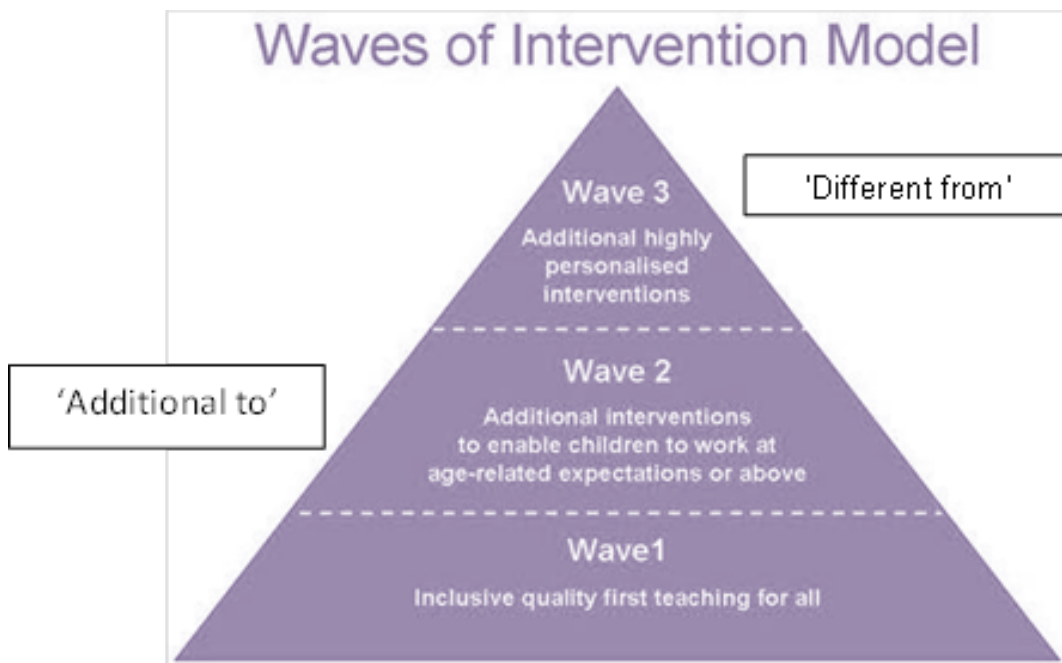 Waves of Intervention Model
'Different from'
Wave 3
Additional highly
personalised
interventions
‘Additional to’
Wave 2
Additional interventions
to enable children to work at
age-related expectations or above
Wave1
Inclusive quality first teaching for all